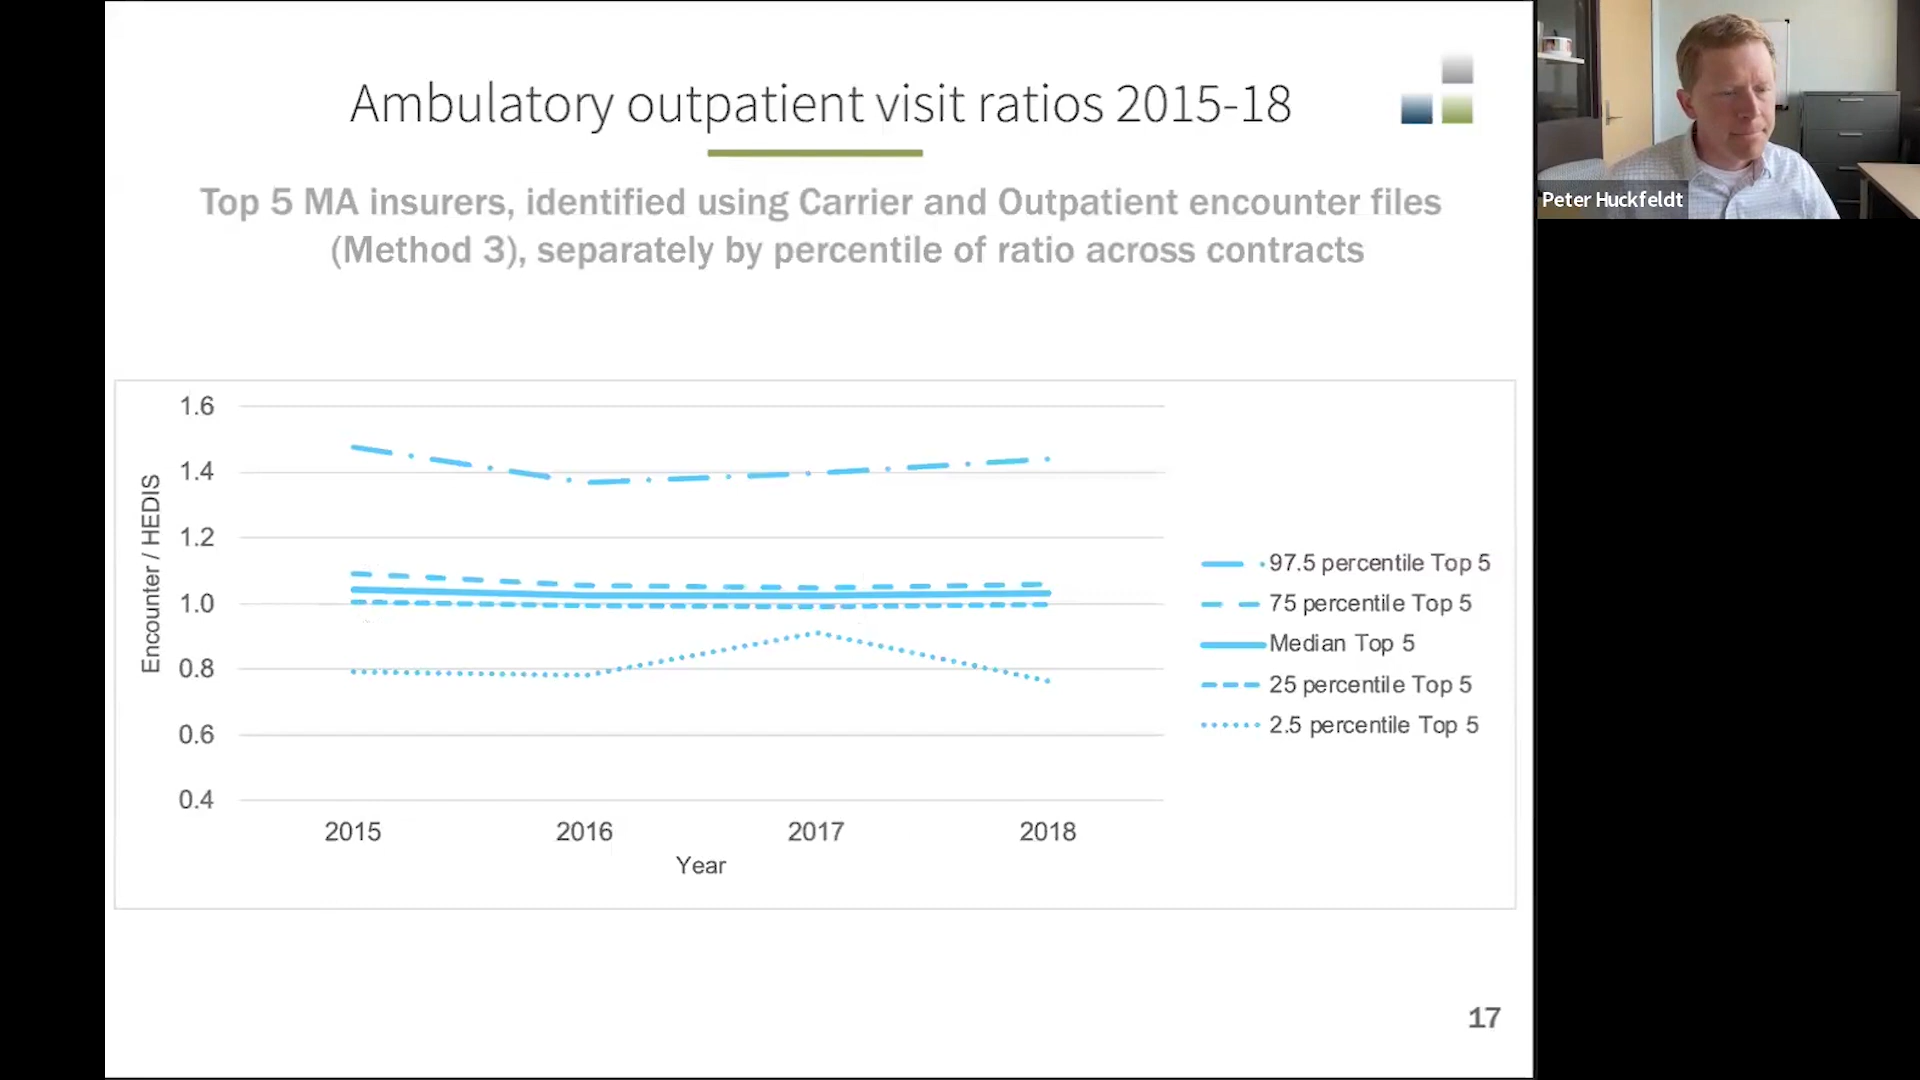 Ambulatory outpatient visit ratios 2015-18
Top 5 MA insurers, identified using Carrier and Outpatient encounter files
(Method 3), separately by percentile of ratio across contracts
Peter Huckfeldt
Encounter / HEDIS
1.6
1.4
1.2
1.0
0.8
0.6
0.4
2015 2016 2017 2018
Year
97.5 percentile Top 5
75 percentile Top 5
Median Top 5
25 percentile Top 5
2.5 percentile Top 5
17